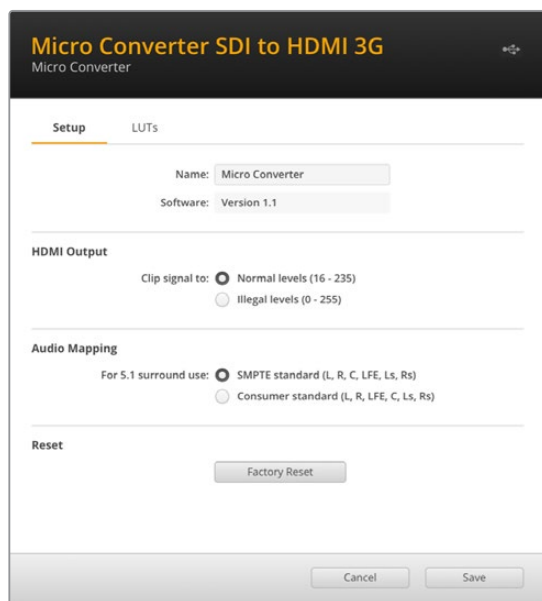 Micro Converter SDI to HDMI 3G
Micro Converter
Setup LUTs
Name: Micro Converter
Software: Version 1.1
HDMI Output
Clip signal to: Normal levels (16 - 235)
Illegal levels (0 - 255)
Audio Mapping
For 5.1 surround use: SMPTE standard (L, R, C, LFE, Ls, Rs)
Consumer standard (L, R, LFE, C, Ls, Rs)
Reset
Factory Reset
Cancel Save